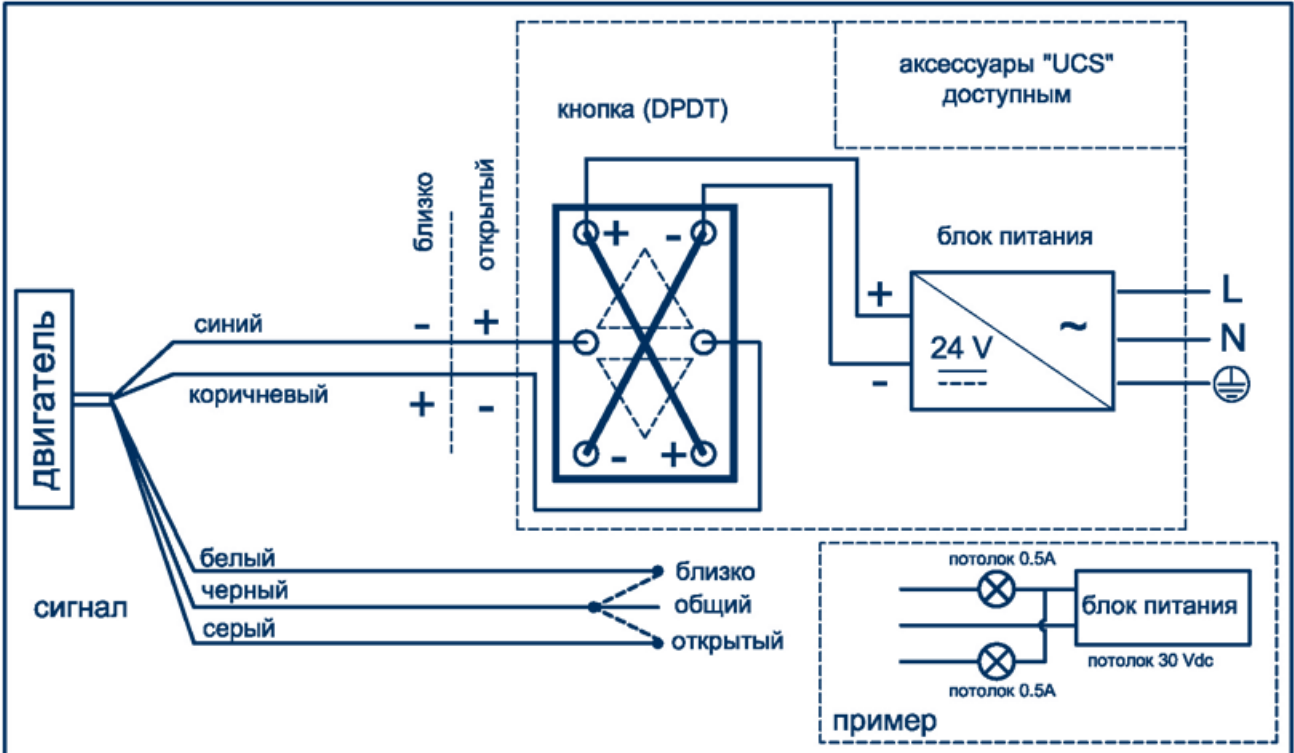 аксессуары "UCS"
доступным
кнопка (DPDT)
близко
открытый
блок питания
+ -
+
L
синий
- +
24 V ~
N
коричневый
-
+ -
- +
двигатель
белый
близко
черный
общий
сигнал
серый
открытый
потолок 0.5A
блок питания
потолок 30 Vdc
потолок 0.5A
пример